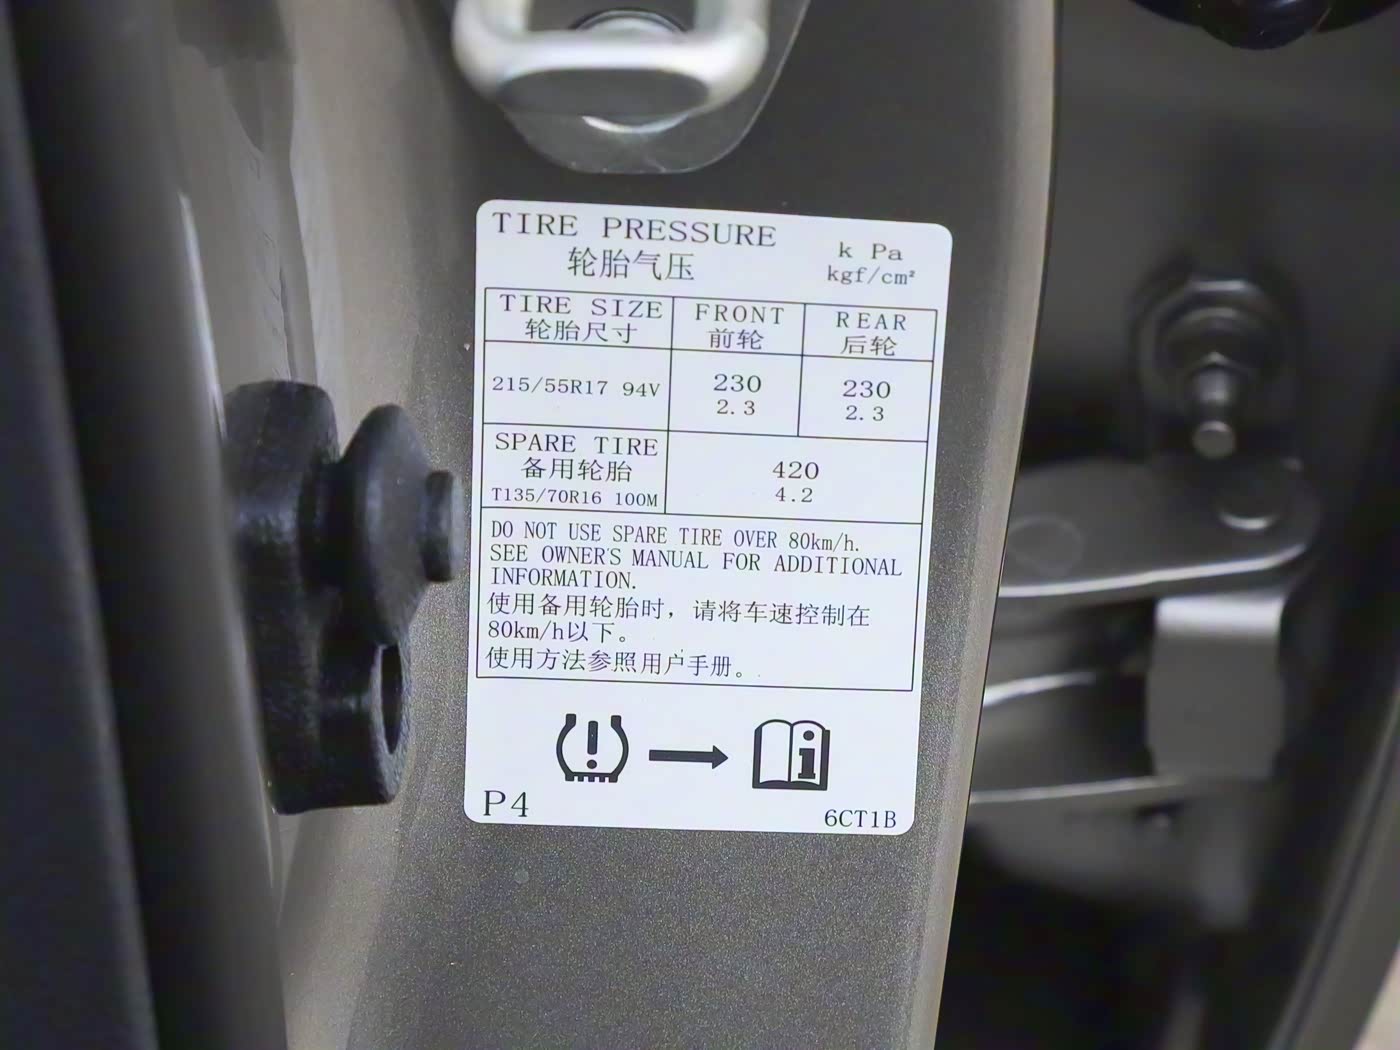 TIRE PRESSURE
轮胎气压
k Pa
kgf/cm²
TIRE SIZE
轮胎尺寸
FRONT
前轮
REAR
后轮
215/55R17 94V
230
2.3
230
2.3
SPARE TIRE
备用轮胎
T135/70R16 100M
420
4.2
DO NOT USE SPARE TIRE OVER 80km/h.
SEE OWNER'S MANUAL FOR ADDITIONAL
INFORMATION.
使用备用轮胎时，请将车速控制在
80km/h以下。
使用方法参照用户手册。
P4
6CT1B